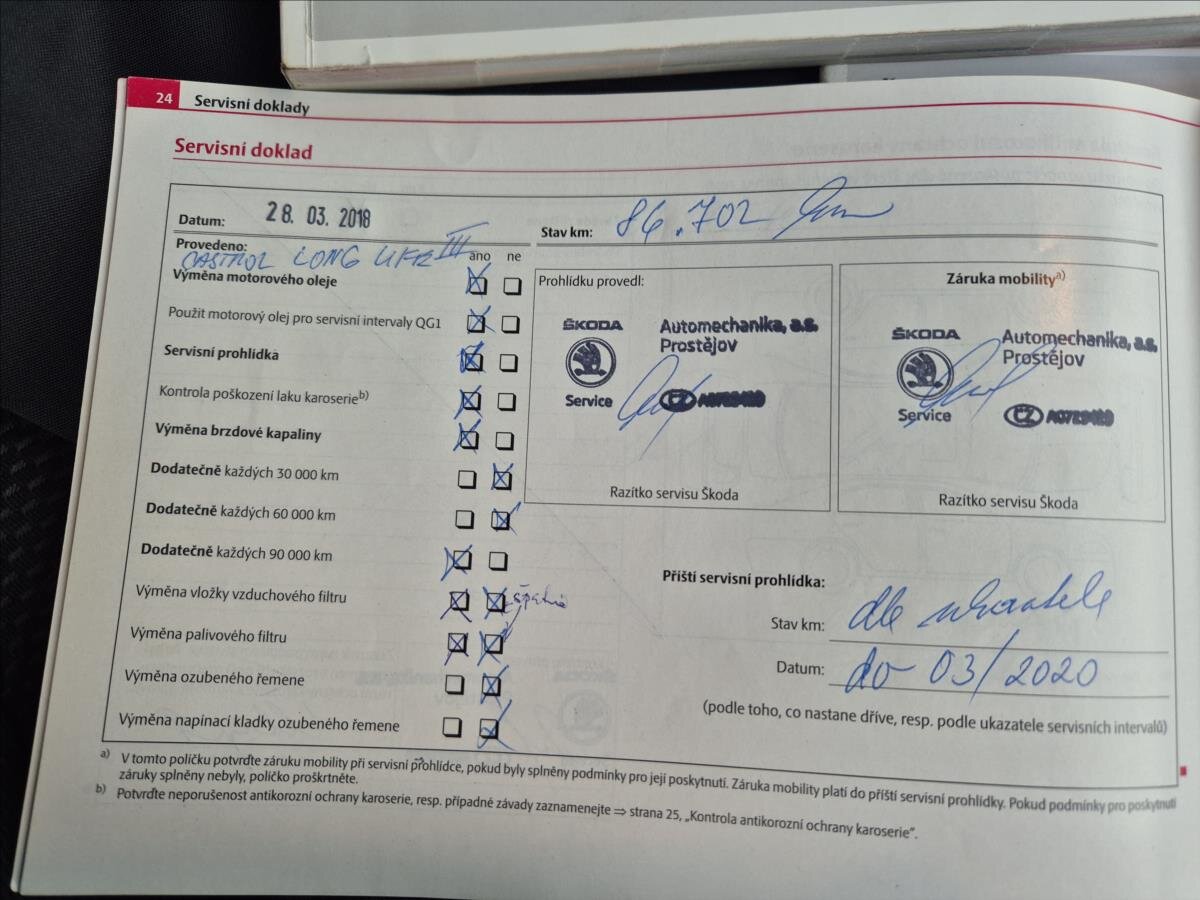 24 Servisní doklady
Servisní doklad
Datum: 28. 03. 2018
Stav km: 86.702
Provedeno: ano ne
CASTROL LONG LIFE III
Výměna motorového oleje
Použit motorový olej pro servisní intervaly QG1
Servisní prohlídka
Kontrola poškození laku karoserieb)
Výměna brzdové kapaliny
Dodatečně každých 30 000 km
Dodatečně každých 60 000 km
Dodatečně každých 90 000 km
Výměna vložky vzduchového filtru
špatně
Výměna palivového filtru
Výměna ozubeného řemene
Výměna napínací kladky ozubeného řemene
Prohlídku provedl:
ŠKODA
Service
Automechanika, a.s.
Prostějov
CZ
Razítko servisu Škoda
Záruka mobilitya)
ŠKODA
Service
Automechanika, a.s.
Prostějov
CZ
Razítko servisu Škoda
Příští servisní prohlídka:
Stav km: dle ukazatele
Datum: do 03/2020
(podle toho, co nastane dříve, resp. podle ukazatele servisních intervalů)
a) V tomto políčku potvrďte záruku mobility při servisní prohlídce, pokud byly splněny podmínky pro její poskytnutí. Záruka mobility platí do příští servisní prohlídky. Pokud podmínky pro poskytnutí
záruky splněny nebyly, políčko proškrtněte.
b) Potvrďte neporušenost antikorozní ochrany karoserie, resp. případné závady zaznamenejte ⇒ strana 25, „Kontrola antikorozní ochrany karoserie".